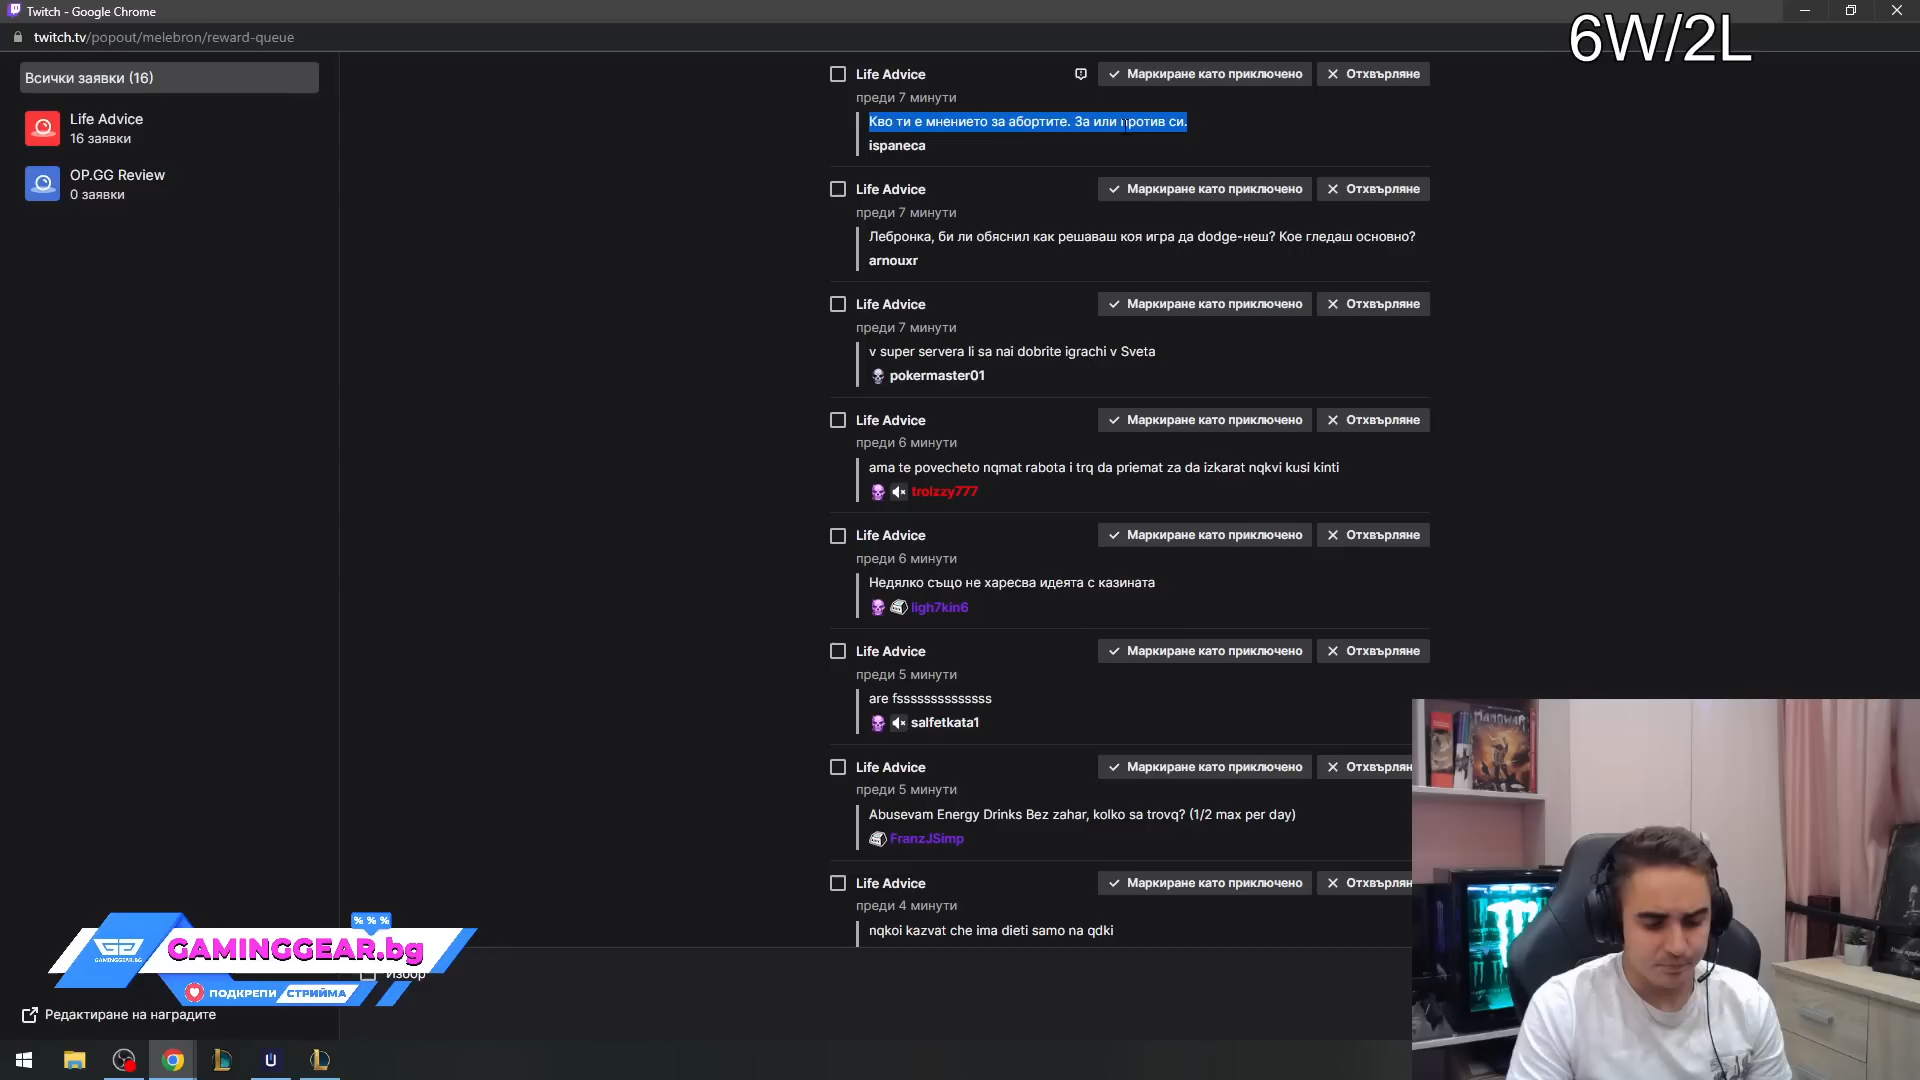 Twitch - Google Chrome
twitch.tv/popout/melebron/reward-queue
6W/2L
Всички заявки (16)
Life Advice
16 заявки
OP.GG Review
0 заявки
Life Advice
Маркиране като приключено
Отхвърляне
преди 7 минути
Кво ти е мнението за абортите. За или против си.
ispaneca
Life Advice
Маркиране като приключено
Отхвърляне
преди 7 минути
Лебронка, би ли обяснил как решаваш коя игра да dodge-неш? Кое гледаш основно?
arnouxr
Life Advice
Маркиране като приключено
Отхвърляне
преди 7 минути
v super servera li sa nai dobrite igrachi v Sveta
pokermaster01
Life Advice
Маркиране като приключено
Отхвърляне
преди 6 минути
ama te povecheto nqmat rabota i trq da priemat za da izkarat nqkvi kusi kinti
trolzzy777
Life Advice
Маркиране като приключено
Отхвърляне
преди 6 минути
Недялко също не харесва идеята с казината
ligh7kin6
Life Advice
Маркиране като приключено
Отхвърляне
преди 5 минути
are fssssssssssssss
salfetkata1
Life Advice
Маркиране като приключено
Отхвърлян
преди 5 минути
Abusevam Energy Drinks Bez zahar, kolko sa trovq? (1/2 max per day)
FranzJSimp
Life Advice
Маркиране като приключено
Отхвърлян
преди 4 минути
nqkoi kazvat che ima dieti samo na qdki
% % %
GAMINGGEAR.bg
GAMINGGEAR.BG
Избор
ПОДКРЕПИ СТРИЙМА
Редактиране на наградите
MANOWAR